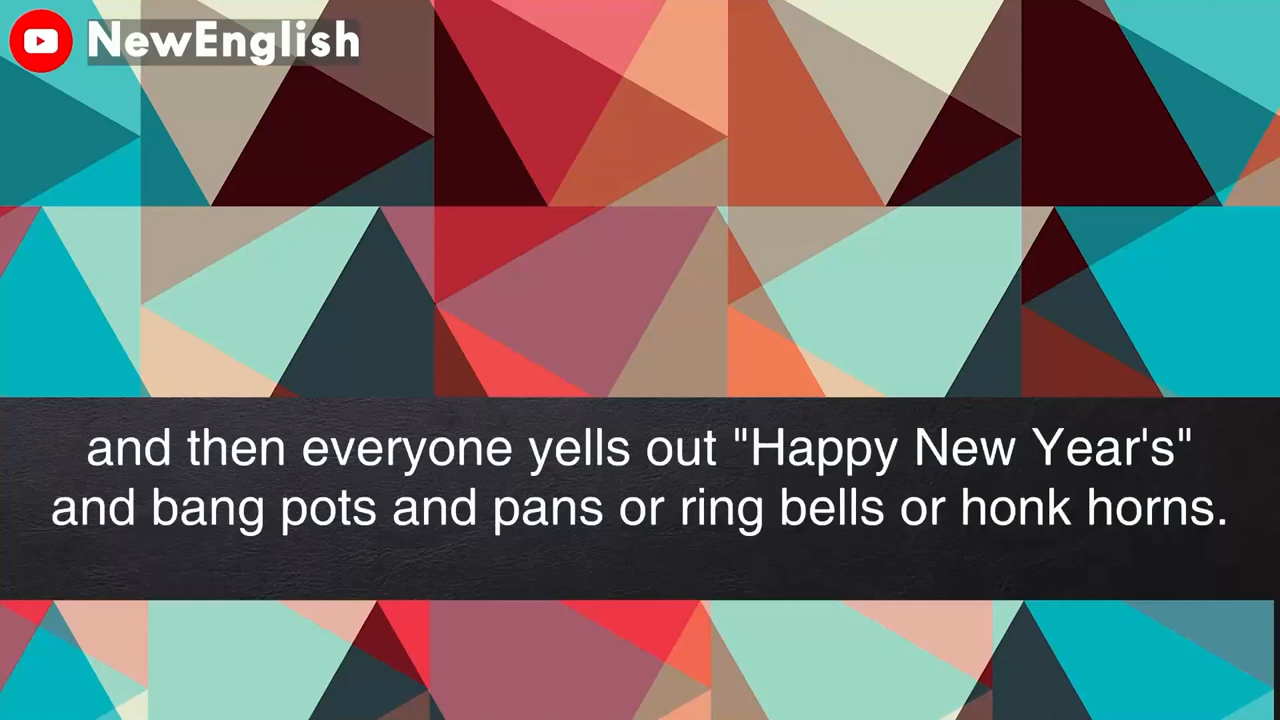 NewEnglish
and then everyone yells out "Happy New Year's"
and bang pots and pans or ring bells or honk horns.